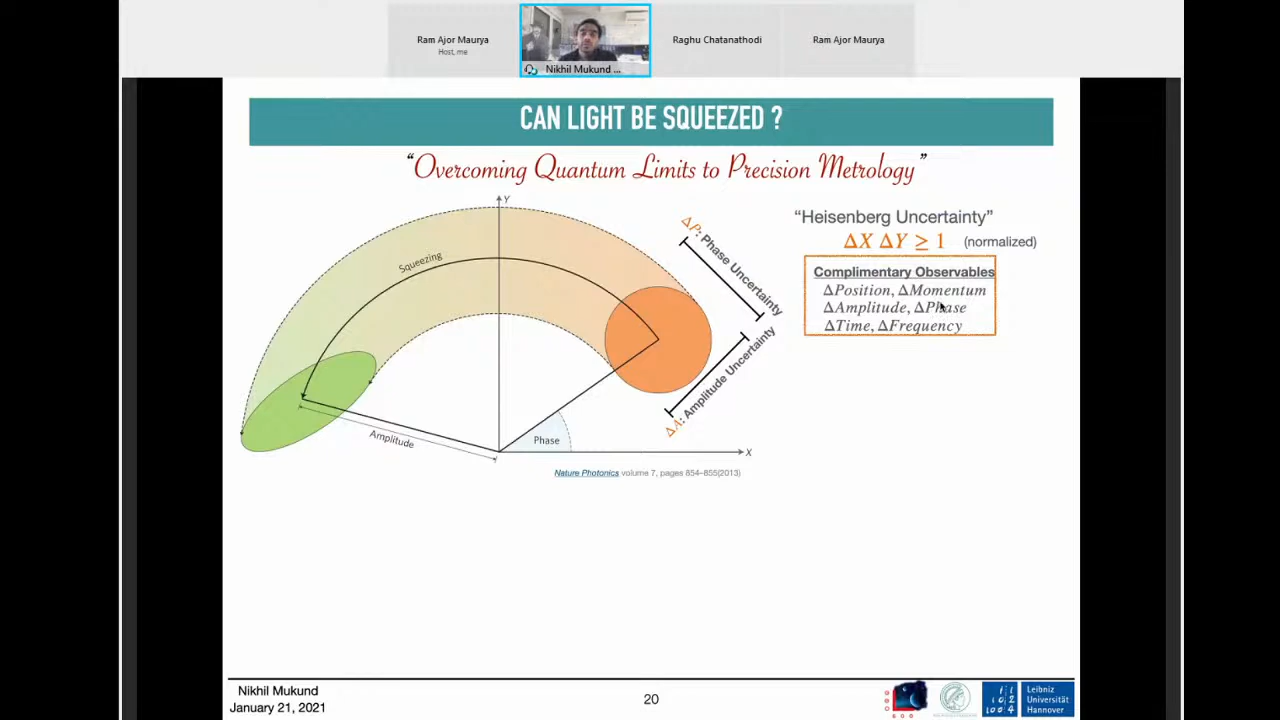 Ram Ajor Maurya
Host, me
Nikhil Mukund ...
Raghu Chatanathodi
Ram Ajor Maurya
CAN LIGHT BE SQUEEZED ?
“Overcoming Quantum Limits to Precision Metrology”
Y
Squeezing
ΔP: Phase Uncertainty
ΔA: Amplitude Uncertainty
Amplitude
Phase
X
Nature Photonics volume 7, pages 854–855(2013)
“Heisenberg Uncertainty”
ΔX ΔY ≥ 1 (normalized)
Complimentary Observables
ΔPosition, ΔMomentum
ΔAmplitude, ΔPhase
ΔTime, ΔFrequency
Nikhil Mukund
January 21, 2021
20
Leibniz
Universität
Hannover